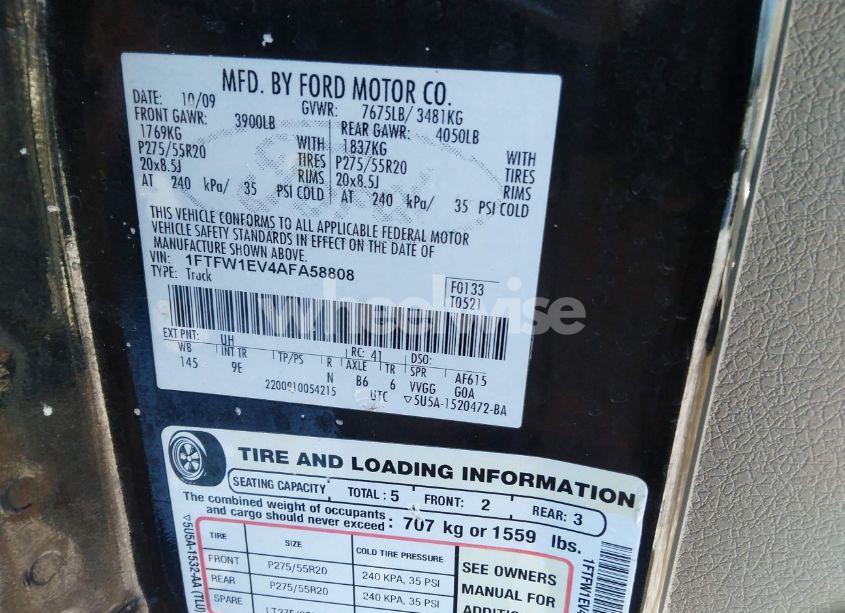 MFD. BY FORD MOTOR CO.
DATE: 10/09 GVWR: 7675LB/ 3481KG
FRONT GAWR: 3900LB REAR GAWR: 4050LB
1769KG WITH 1837KG WITH
P275/55R20 TIRES P275/55R20 TIRES
20x8.5J RIMS 20x8.5J RIMS
AT 240 kPa/ 35 PSI COLD AT 240 kPa/ 35 PSI COLD
THIS VEHICLE CONFORMS TO ALL APPLICABLE FEDERAL MOTOR
VEHICLE SAFETY STANDARDS IN EFFECT ON THE DATE OF
MANUFACTURE SHOWN ABOVE.
VIN: 1FTFW1EV4AFA58808
TYPE: Truck
F0133
T0521
wheelwise
EXT PNT: UH RC: 41 DSO:
WB INT TR TP/PS R AXLE TR SPR AF615
145 9E N B6 6 VVGG GOA
2200910054215 UTC ▽5U5A-1520472-BA
TIRE AND LOADING INFORMATION
SEATING CAPACITY TOTAL: 5 FRONT: 2 REAR: 3
The combined weight of occupants and cargo should never exceed: 707 kg or 1559 lbs.
▽5U5A-1532-AA (TLU)
TIRE SIZE COLD TIRE PRESSURE
FRONT P275/55R20 240 KPA, 35 PSI
REAR P275/55R20 240 KPA, 35 PSI
SPARE
SEE OWNERS
MANUAL FOR